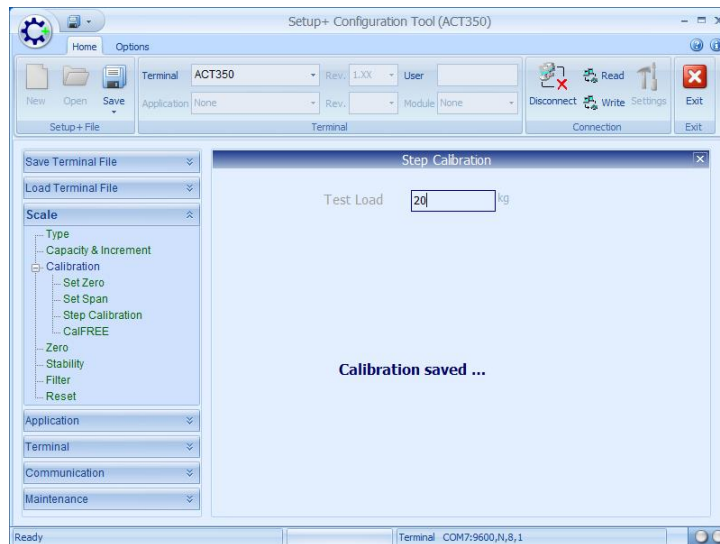 Setup+ Configuration Tool (ACT350)
Home Options
New Open Save
Setup+ File
Terminal ACT350 Rev. 1.XX User
Application None Rev. Module None
Terminal
Disconnect Read Write Settings
Connection
Exit
Exit
Save Terminal File
Load Terminal File
Scale
Type
Capacity & Increment
Calibration
Set Zero
Set Span
Step Calibration
CalFREE
Zero
Stability
Filter
Reset
Application
Terminal
Communication
Maintenance
Step Calibration
Test Load 20 kg
Calibration saved ...
Ready Terminal COM7:9600,N,8,1